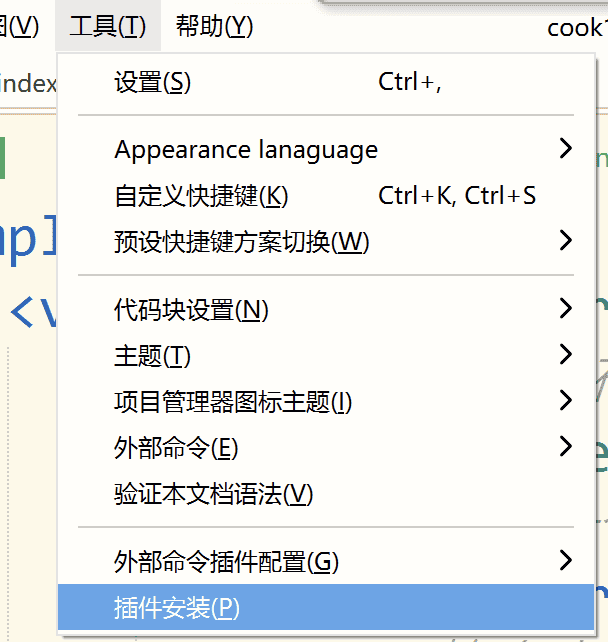 图(V) 工具(T) 帮助(Y) cook1
index
设置(S) Ctrl+,
Appearance lanaguage
自定义快捷键(K) Ctrl+K, Ctrl+S
预设快捷键方案切换(W)
mpl
<v
代码块设置(N)
主题(T)
项目管理器图标主题(I)
外部命令(E)
验证本文档语法(V)
外部命令插件配置(G)
插件安装(P)